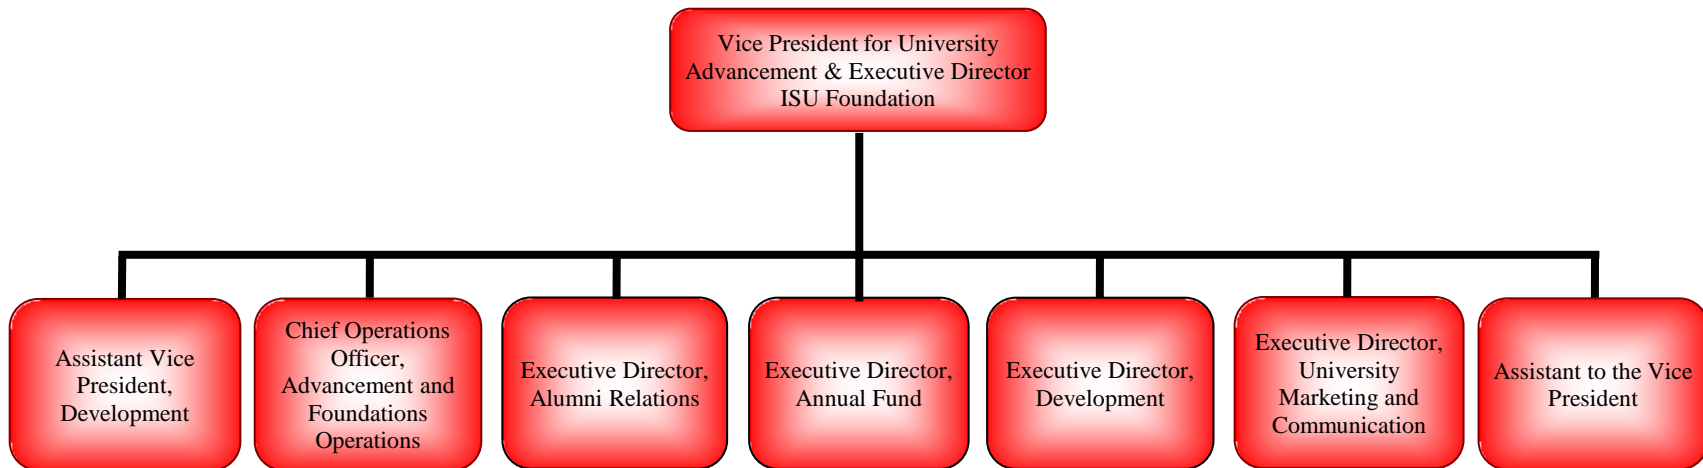 Vice President for University
Advancement & Executive Director
ISU Foundation
Assistant Vice
President,
Development
Chief Operations
Officer,
Advancement and
Foundations
Operations
Executive Director,
Alumni Relations
Executive Director,
Annual Fund
Executive Director,
Development
Executive Director,
University
Marketing and
Communication
Assistant to the Vice
President